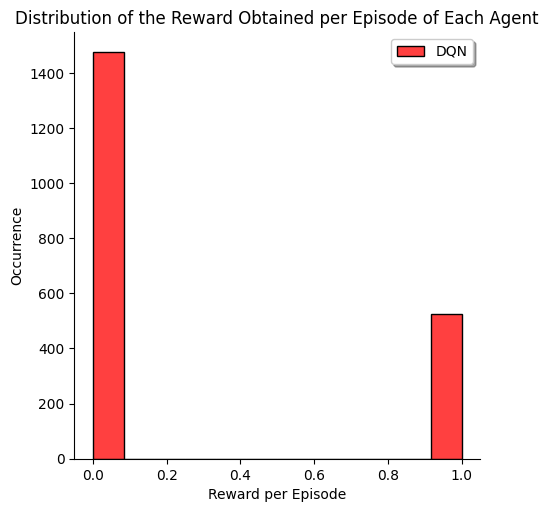 Distribution of the Reward Obtained per Episode of Each Agent
DQN
1400
1200
1000
800
600
400
200
0
Occurrence
0.0 0.2 0.4 0.6 0.8 1.0
Reward per Episode